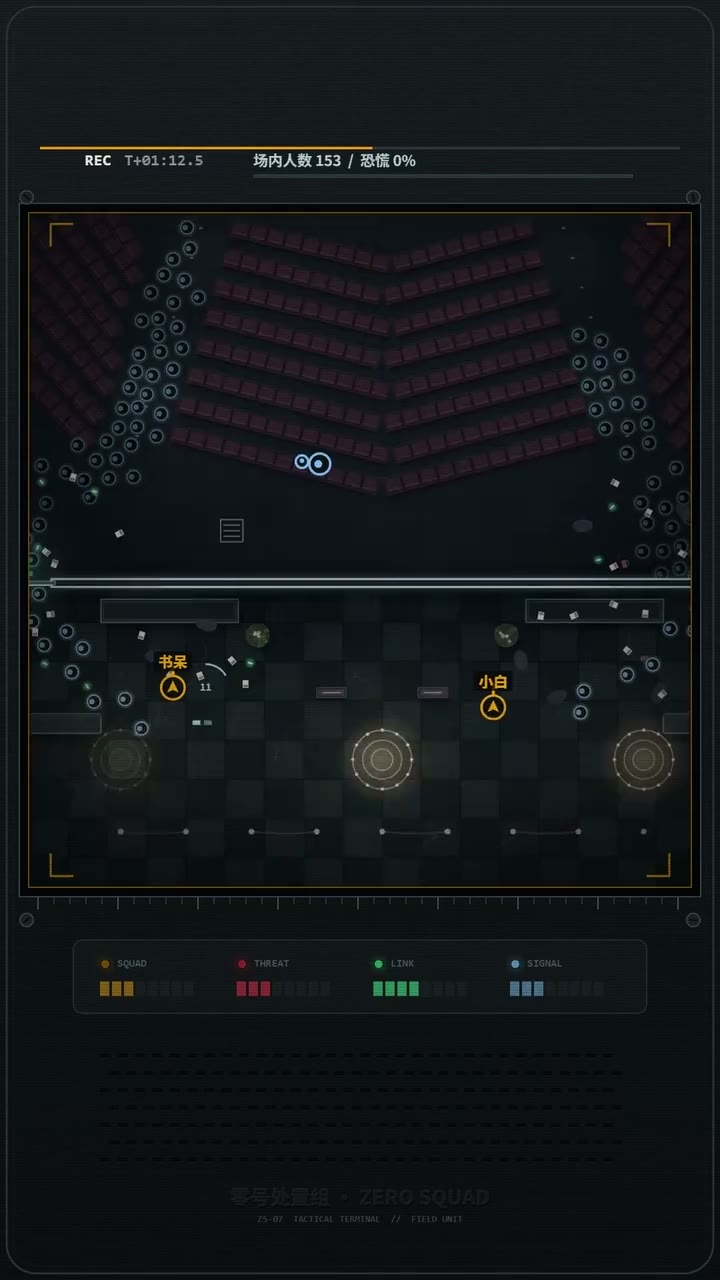 REC T+01:12.5 场内人数 153 / 恐慌 0%
书呆
11
小白
SQUAD THREAT LINK SIGNAL
零号处置组 · ZERO SQUAD
ZS-07 TACTICAL TERMINAL // FIELD UNIT